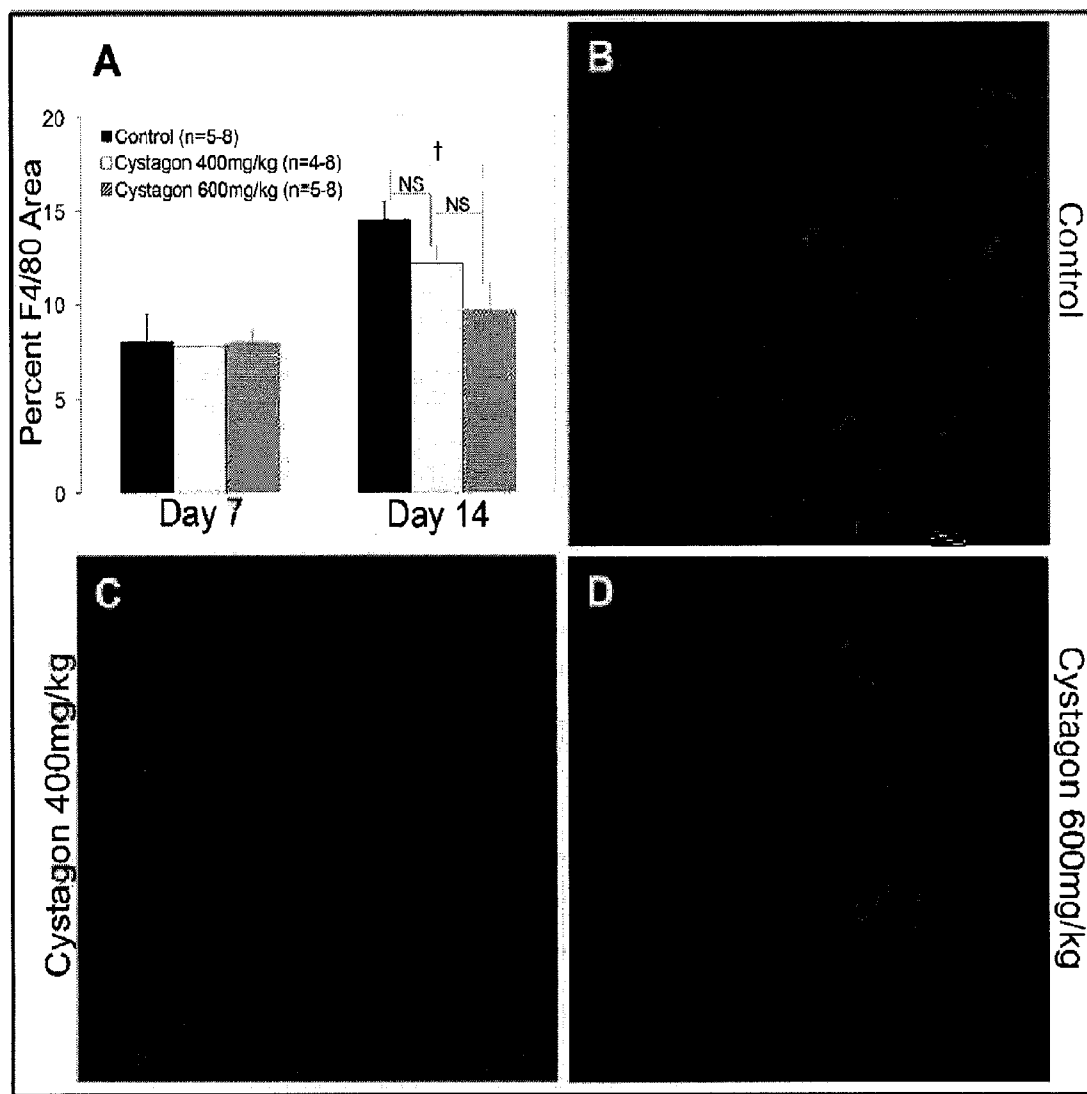 A
20
15
10
5
0
Percent F4/80 Area
Control (n=5-8)
Cystagon 400mg/kg (n=4-8)
Cystagon 600mg/kg (n=5-8)
†
NS
NS
Day 7
Day 14
B
Control
C
Cystagon 400mg/kg
D
Cystagon 600mg/kg